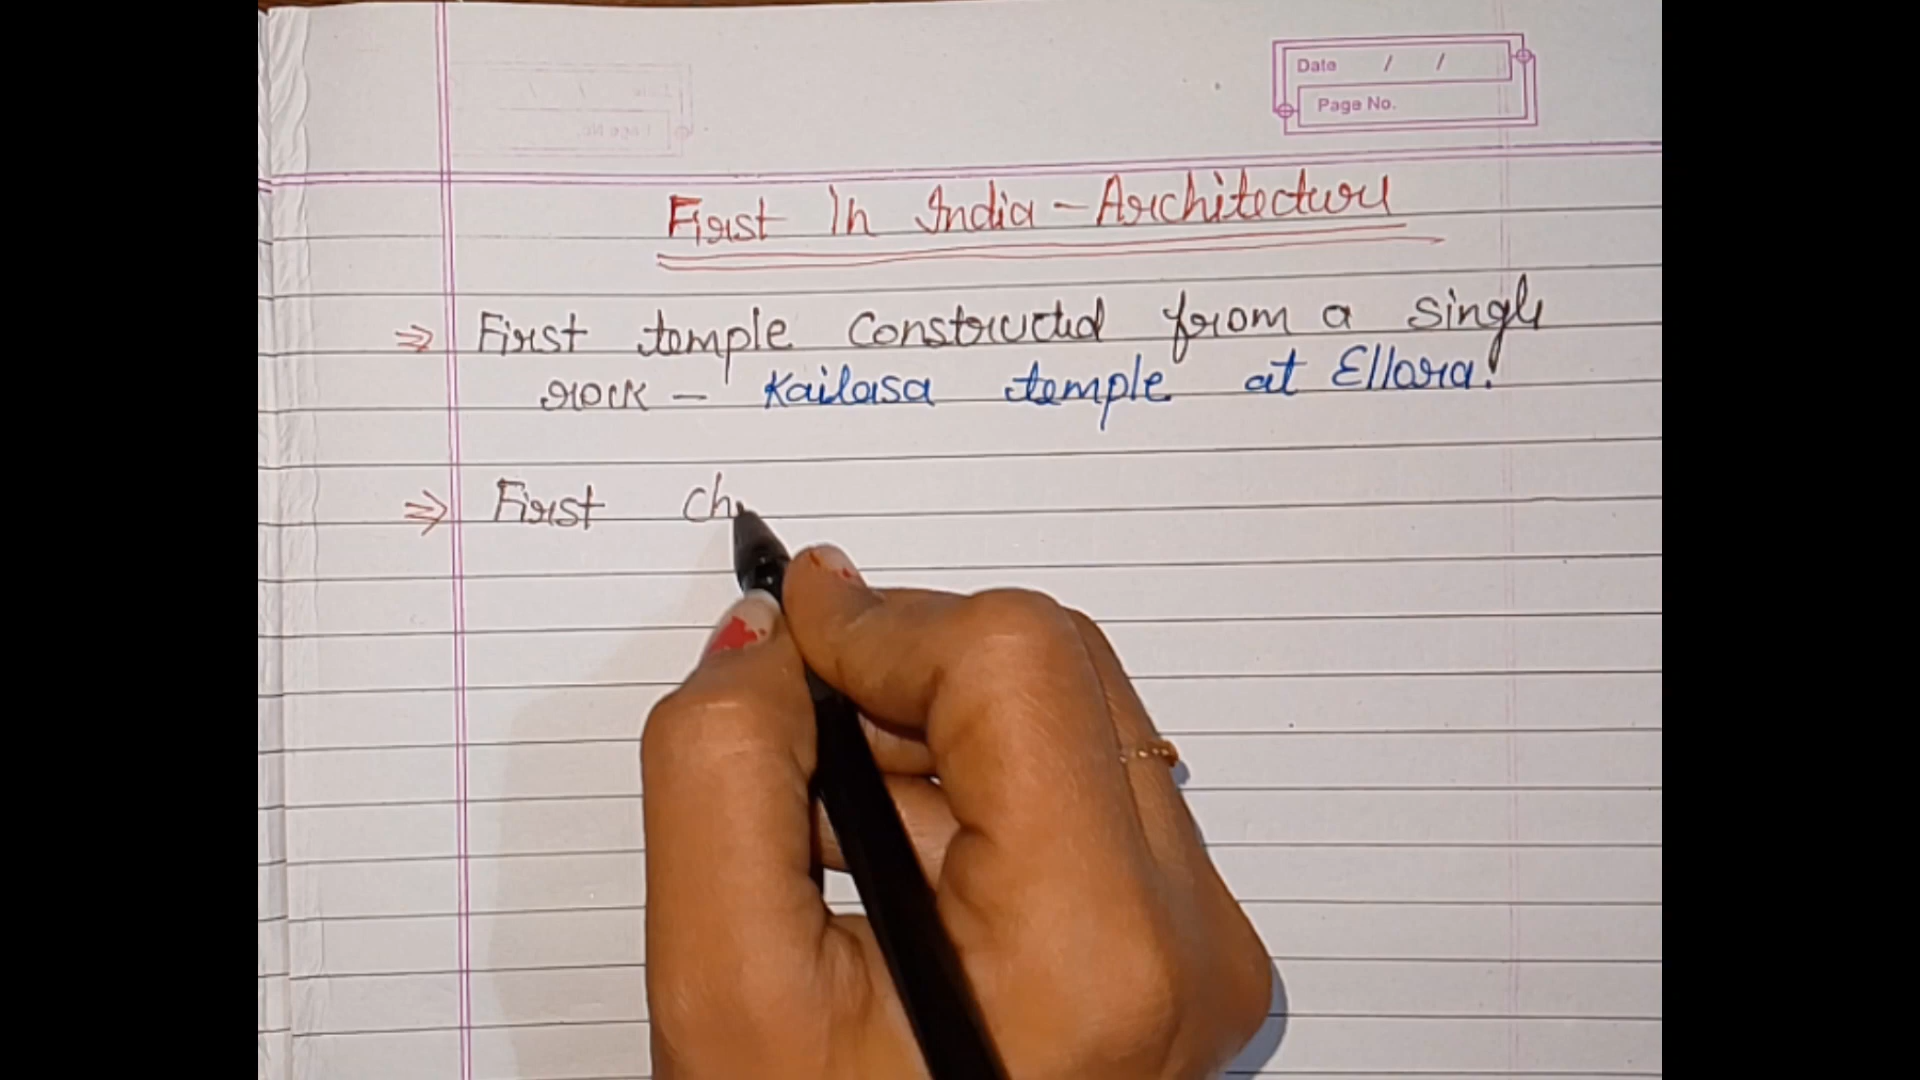 Date / /
Page No.
First In India - Architecture
⇒ First temple Constructed from a single
rock - Kailasa temple at Ellora.
⇒ First Ch